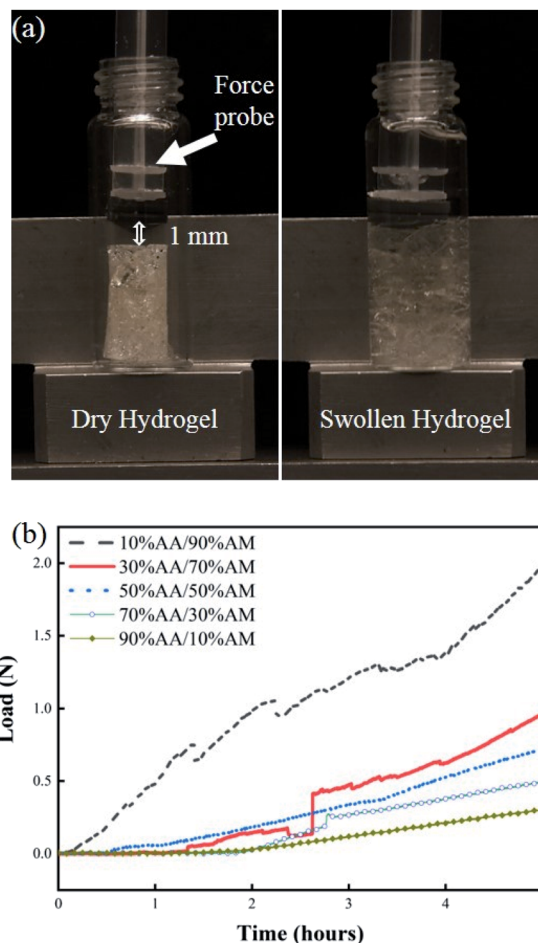 (a)
Force
probe
1 mm
Dry Hydrogel
Swollen Hydrogel
(b)
10%AA/90%AM
30%AA/70%AM
50%AA/50%AM
70%AA/30%AM
90%AA/10%AM
2.0
1.5
1.0
0.5
0.0
Load (N)
0 1 2 3 4
Time (hours)